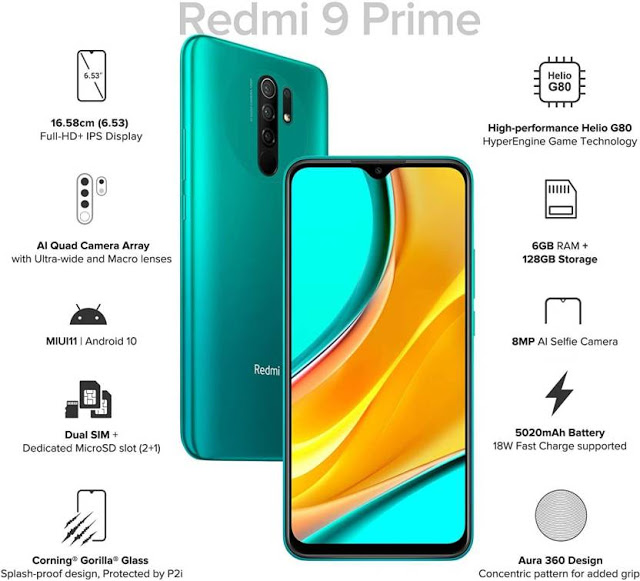 Redmi 9 Prime
6.53"
16.58cm (6.53)
Full-HD+ IPS Display
AI Quad Camera Array
with Ultra-wide and Macro lenses
MIUI11 | Android 10
Dual SIM +
Dedicated MicroSD slot (2+1)
Corning® Gorilla® Glass
Splash-proof design, Protected by P2i
Redmi
Helio
G80
High-performance Helio G80
HyperEngine Game Technology
6GB RAM +
128GB Storage
8MP AI Selfie Camera
5020mAh Battery
18W Fast Charge supported
Aura 360 Design
Concentric pattern for added grip